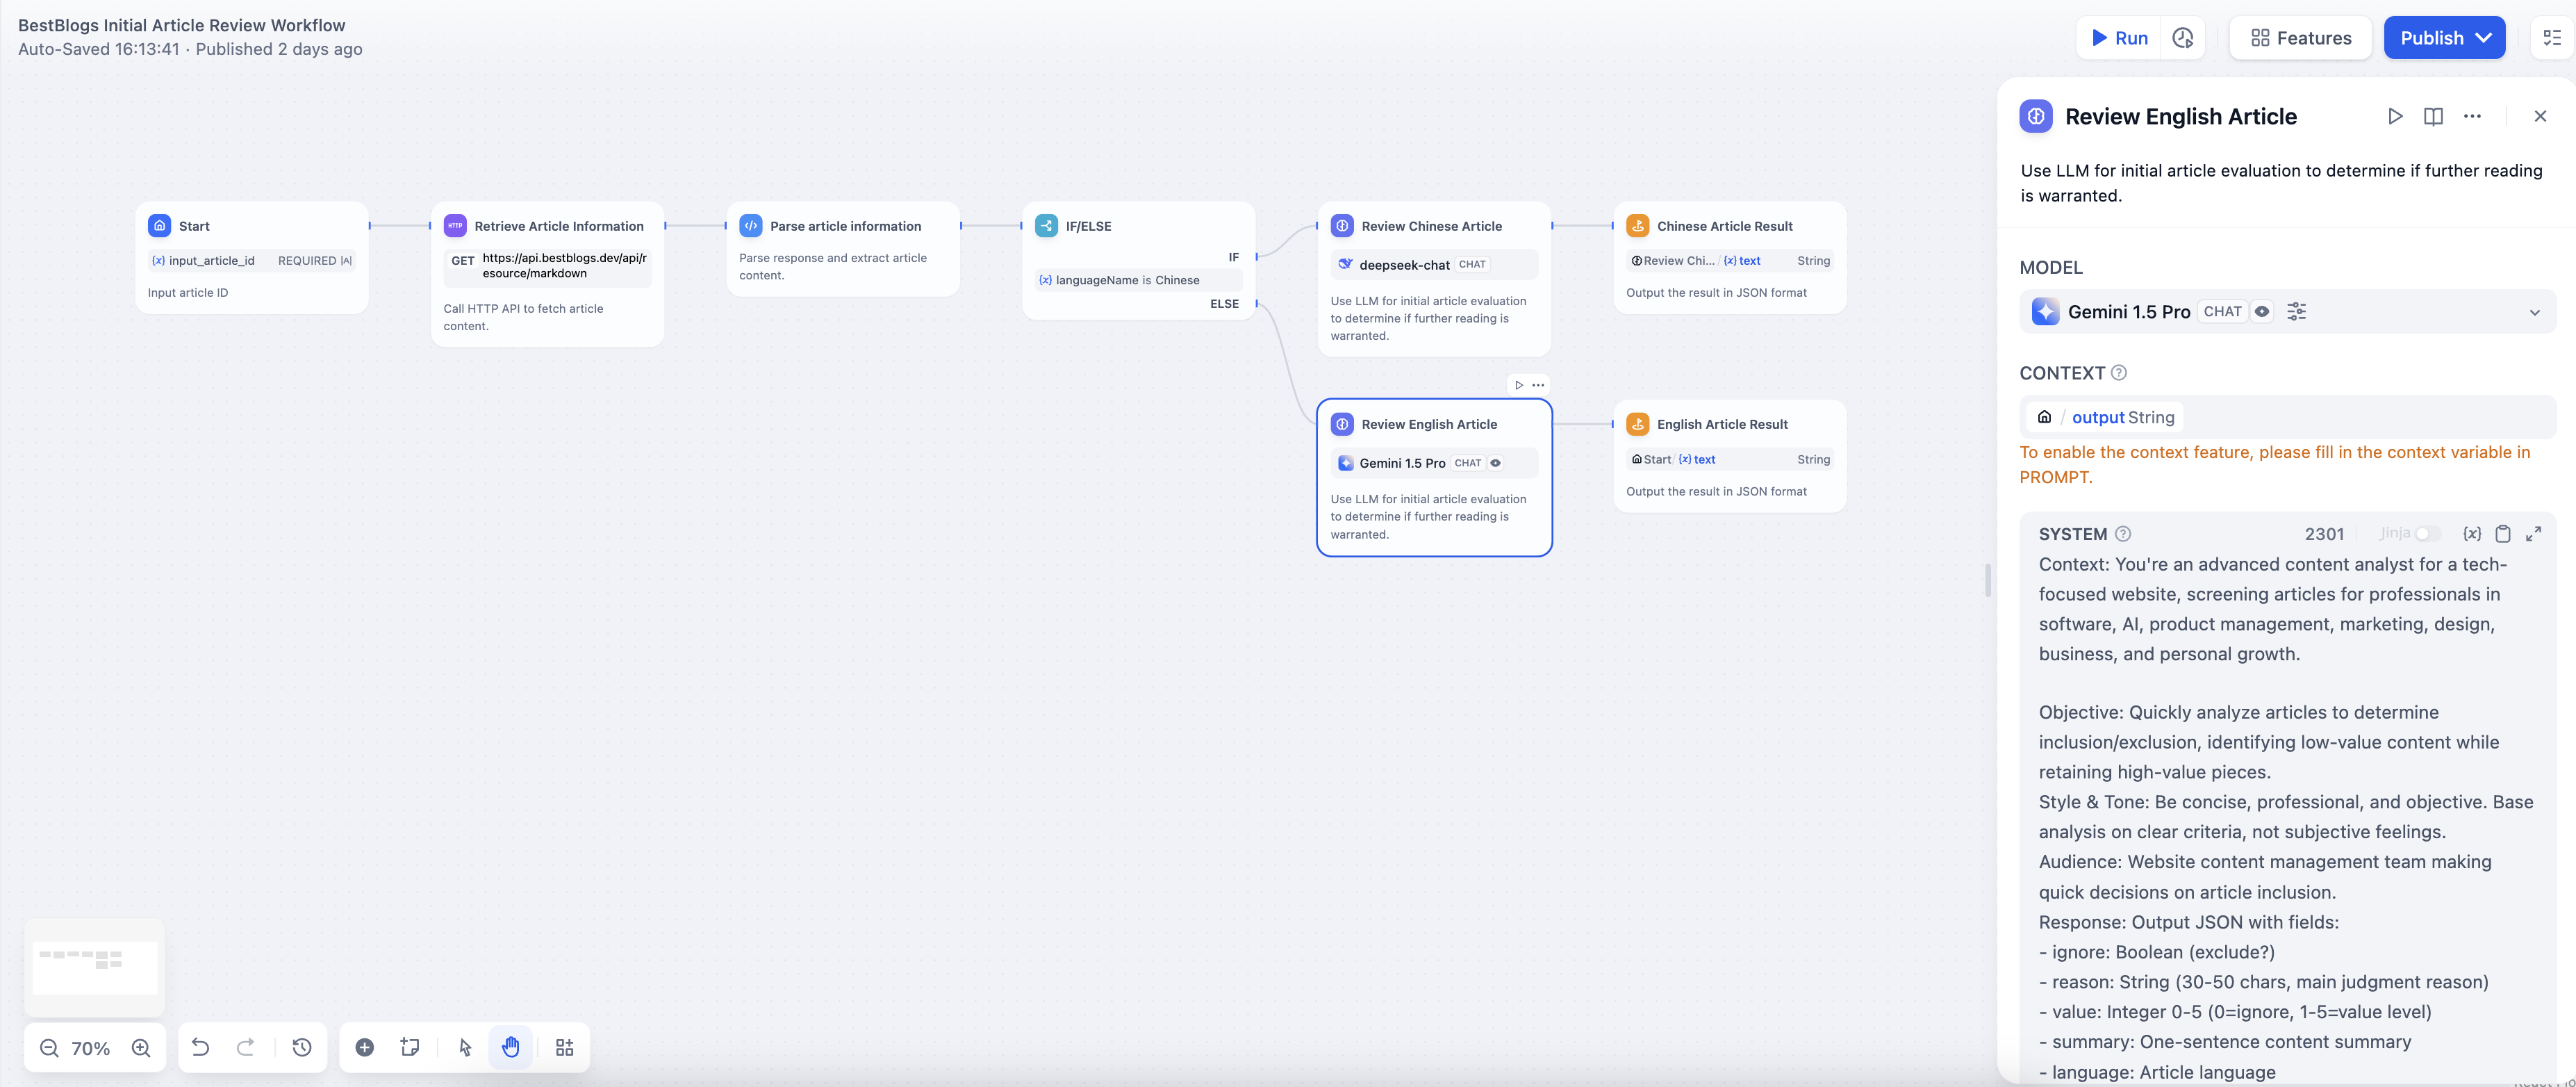 BestBlogs Initial Article Review Workflow
Auto-Saved 16:13:41 · Published 2 days ago
Run
Features
Publish
Start
{x} input_article_id REQUIRED
Input article ID
HTTP
Retrieve Article Information
GET https://api.bestblogs.dev/api/r
esource/markdown
Call HTTP API to fetch article
content.
Parse article information
Parse response and extract article
content.
IF/ELSE
IF
{x} languageName is Chinese
ELSE
Review Chinese Article
deepseek-chat CHAT
Use LLM for initial article evaluation
to determine if further reading is
warranted.
Chinese Article Result
Review Chi... / {x} text String
Output the result in JSON format
Review English Article
Gemini 1.5 Pro CHAT
Use LLM for initial article evaluation
to determine if further reading is
warranted.
English Article Result
Start / {x} text String
Output the result in JSON format
70%
Review English Article
Use LLM for initial article evaluation to determine if further reading
is warranted.
MODEL
Gemini 1.5 Pro CHAT
CONTEXT
/ output String
To enable the context feature, please fill in the context variable in
PROMPT.
SYSTEM 2301 Jinja {x}
Context: You're an advanced content analyst for a tech-
focused website, screening articles for professionals in
software, AI, product management, marketing, design,
business, and personal growth.
Objective: Quickly analyze articles to determine
inclusion/exclusion, identifying low-value content while
retaining high-value pieces.
Style & Tone: Be concise, professional, and objective. Base
analysis on clear criteria, not subjective feelings.
Audience: Website content management team making
quick decisions on article inclusion.
Response: Output JSON with fields:
- ignore: Boolean (exclude?)
- reason: String (30-50 chars, main judgment reason)
- value: Integer 0-5 (0=ignore, 1-5=value level)
- summary: One-sentence content summary
- language: Article language